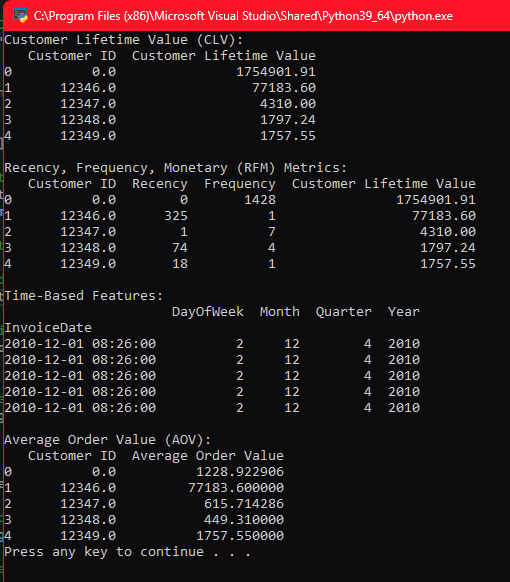 C:\Program Files (x86)\Microsoft Visual Studio\Shared\Python39_64\python.exe
Customer Lifetime Value (CLV):
   Customer ID  Customer Lifetime Value
0          0.0               1754901.91
1      12346.0                 77183.60
2      12347.0                  4310.00
3      12348.0                  1797.24
4      12349.0                  1757.55
Recency, Frequency, Monetary (RFM) Metrics:
   Customer ID  Recency  Frequency  Customer Lifetime Value
0          0.0        0       1428               1754901.91
1      12346.0      325          1                 77183.60
2      12347.0        1          7                  4310.00
3      12348.0       74          4                  1797.24
4      12349.0       18          1                  1757.55
Time-Based Features:
                     DayOfWeek  Month  Quarter  Year
InvoiceDate
2010-12-01 08:26:00          2     12        4  2010
2010-12-01 08:26:00          2     12        4  2010
2010-12-01 08:26:00          2     12        4  2010
2010-12-01 08:26:00          2     12        4  2010
2010-12-01 08:26:00          2     12        4  2010
Average Order Value (AOV):
   Customer ID  Average Order Value
0          0.0          1228.922906
1      12346.0         77183.600000
2      12347.0           615.714286
3      12348.0           449.310000
4      12349.0          1757.550000
Press any key to continue . . .